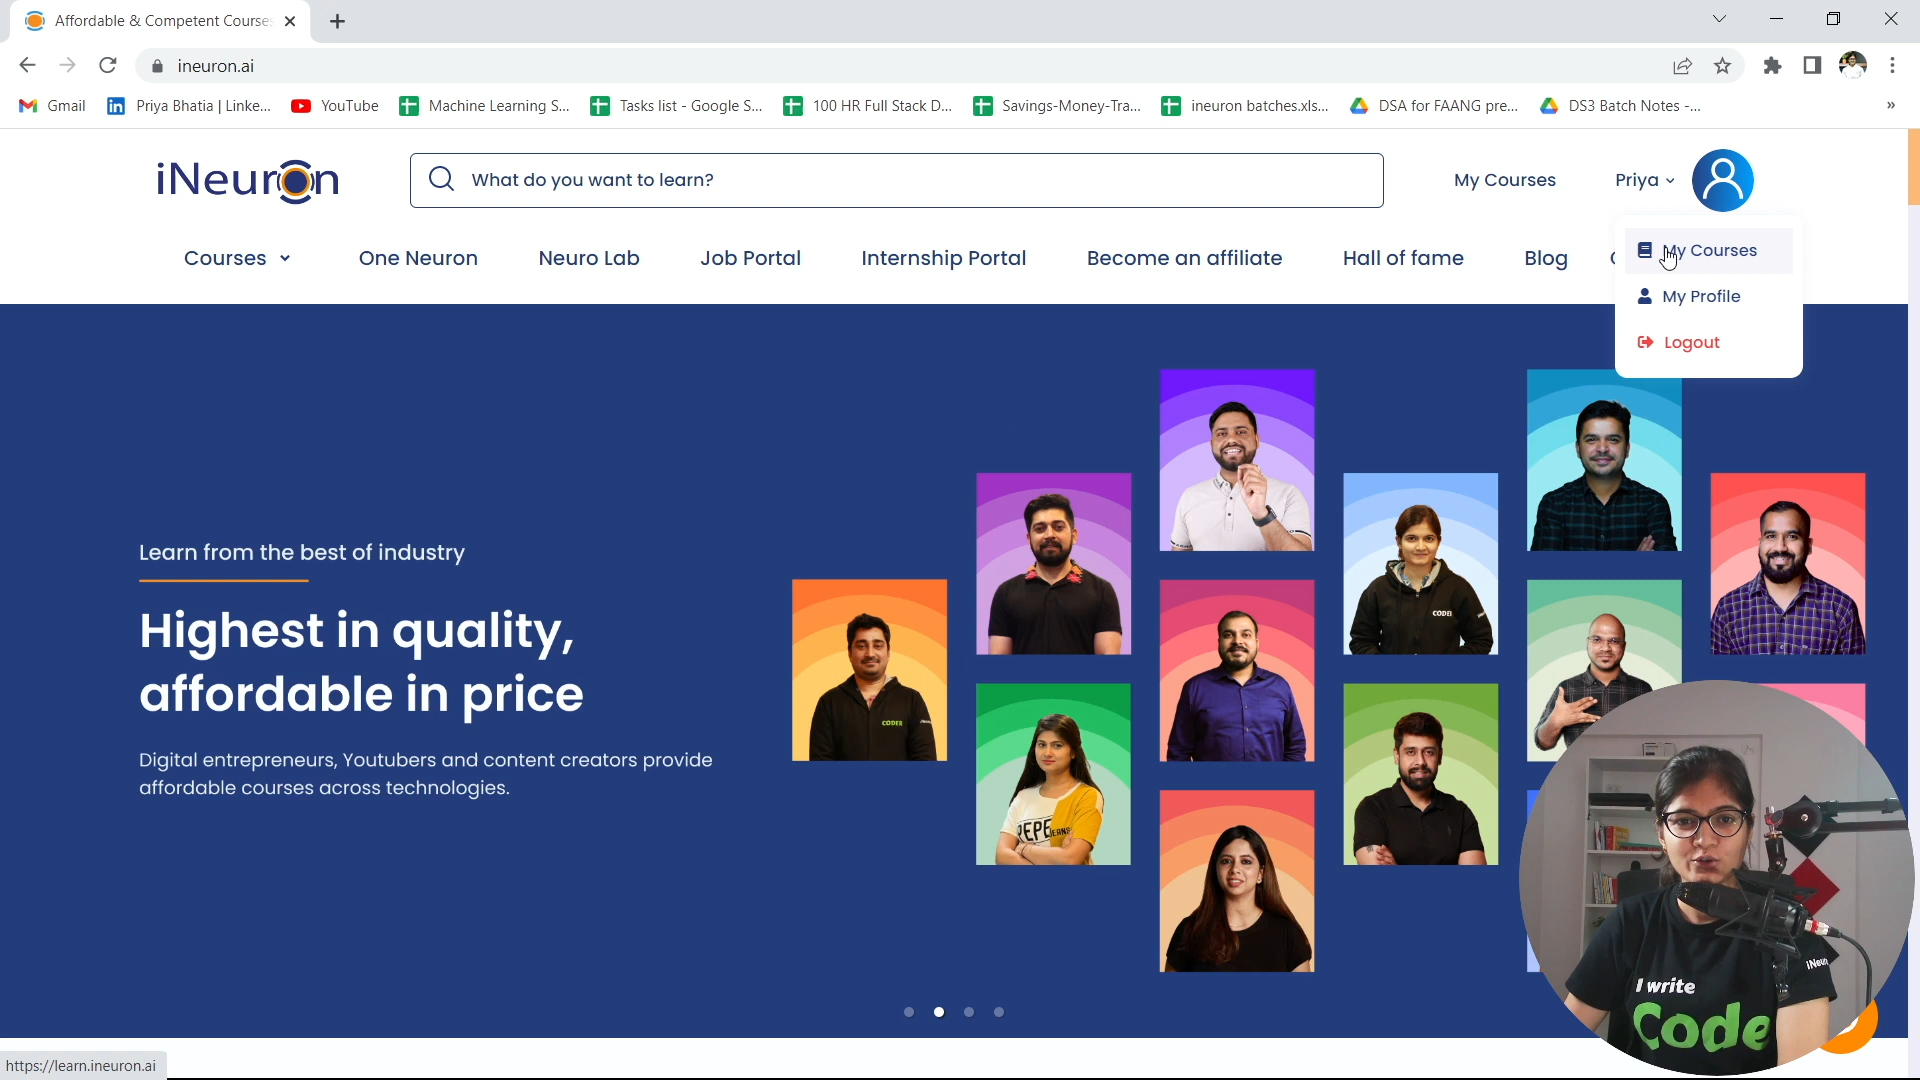 Affordable & Competent Courses
ineuron.ai
Gmail
Priya Bhatia | Linke...
YouTube
Machine Learning S...
Tasks list - Google S...
100 HR Full Stack D...
Savings-Money-Tra...
ineuron batches.xls...
DSA for FAANG pre...
DS3 Batch Notes -...
»
iNeuron
What do you want to learn?
My Courses
Priya
Courses
One Neuron
Neuro Lab
Job Portal
Internship Portal
Become an affiliate
Hall of fame
Blog
My Courses
My Profile
Logout
Learn from the best of industry
Highest in quality,
affordable in price
Digital entrepreneurs, Youtubers and content creators provide
affordable courses across technologies.
CODER
I write
Code
https://learn.ineuron.ai